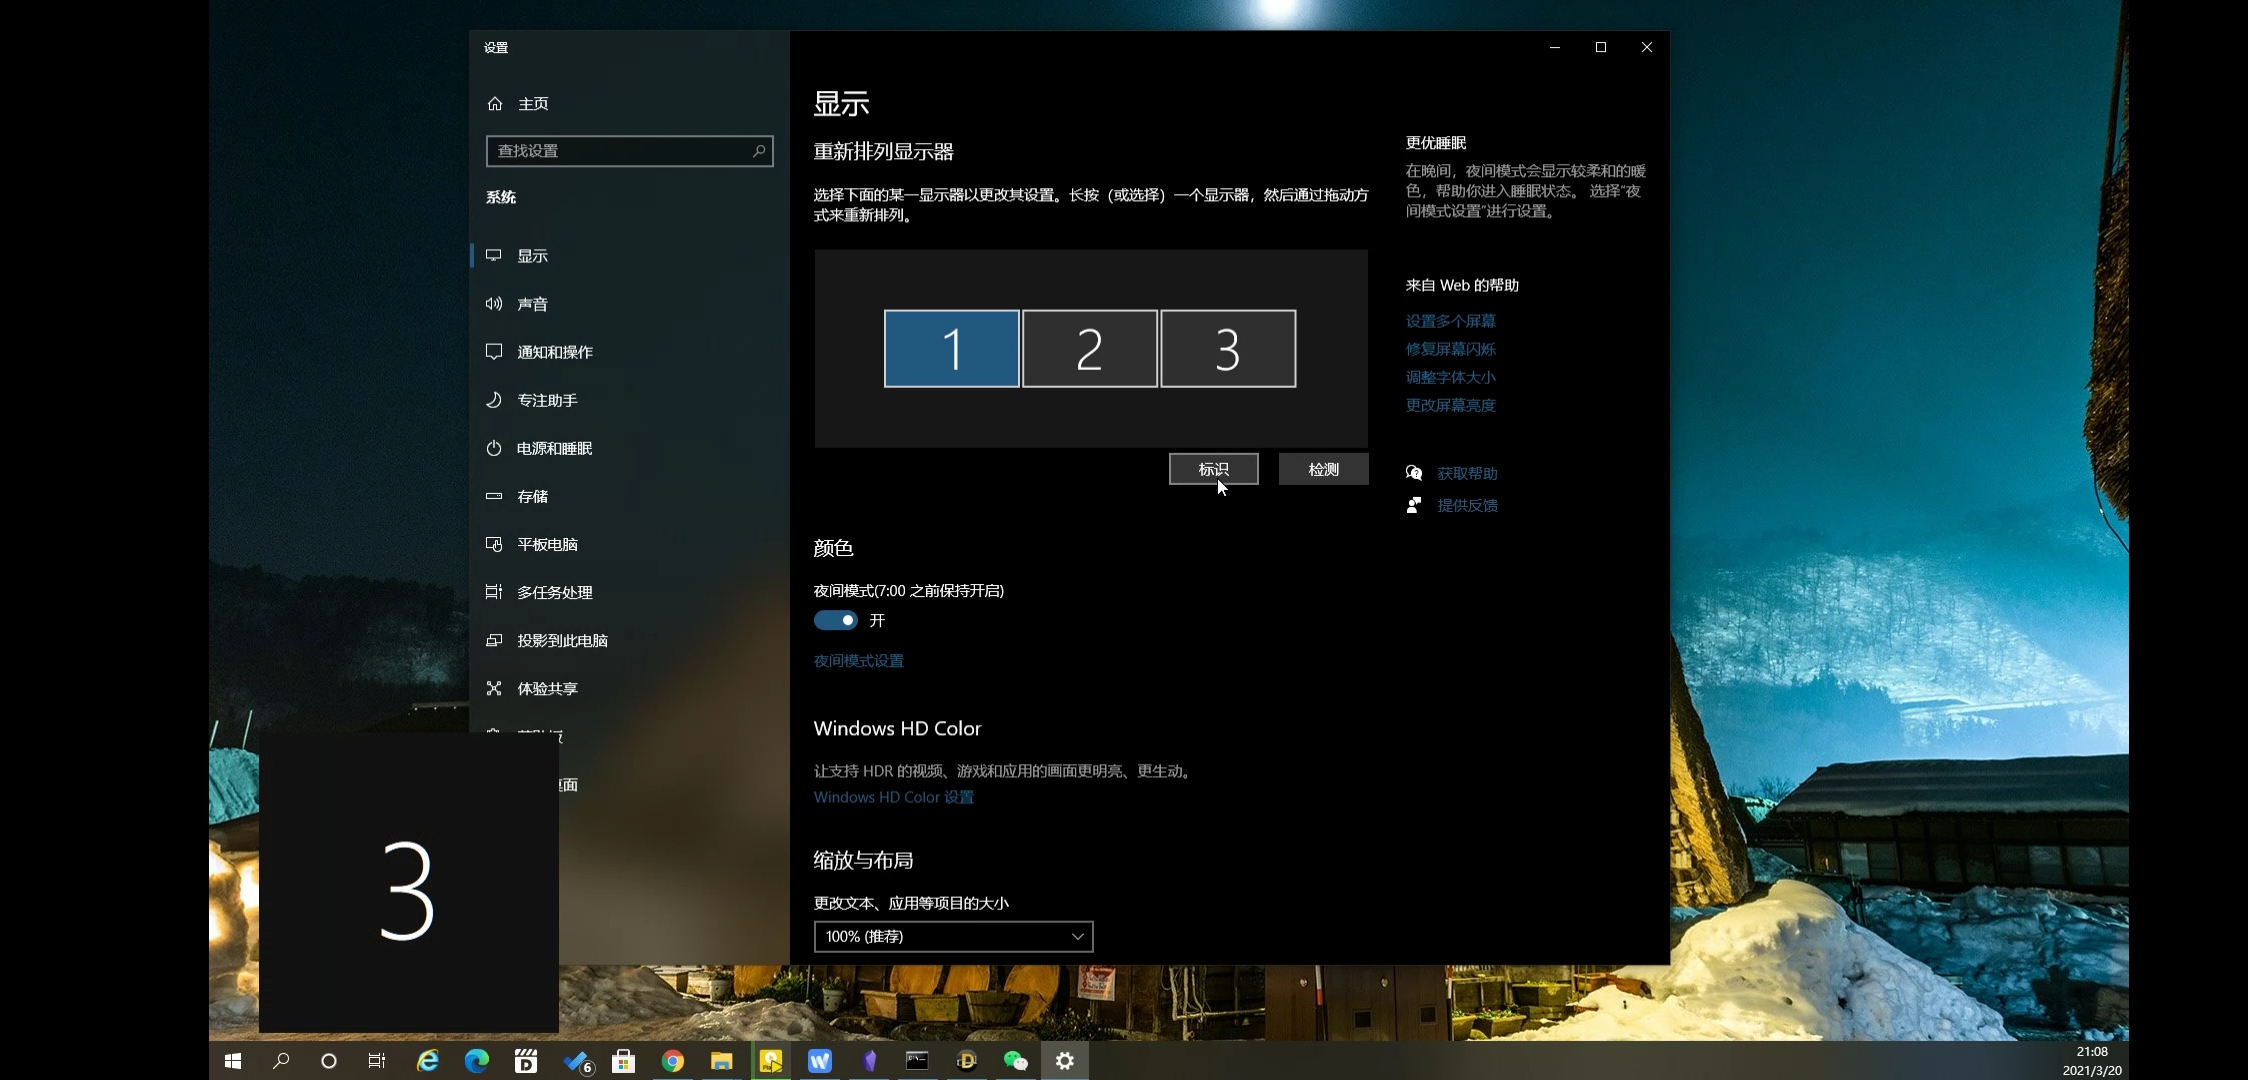 设置
主页
查找设置
系统
显示
声音
通知和操作
专注助手
电源和睡眠
存储
平板电脑
多任务处理
投影到此电脑
体验共享
桌面
3
显示
重新排列显示器
选择下面的某一显示器以更改其设置。长按（或选择）一个显示器，然后通过拖动方
式来重新排列。
1
2
3
标识
检测
颜色
夜间模式(7:00 之前保持开启)
开
夜间模式设置
Windows HD Color
让支持 HDR 的视频、游戏和应用的画面更明亮、更生动。
Windows HD Color 设置
缩放与布局
更改文本、应用等项目的大小
100% (推荐)
更优睡眠
在晚间，夜间模式会显示较柔和的暖
色，帮助你进入睡眠状态。 选择"夜
间模式设置"进行设置。
来自 Web 的帮助
设置多个屏幕
修复屏幕闪烁
调整字体大小
更改屏幕亮度
获取帮助
提供反馈
6
21:08
2021/3/20